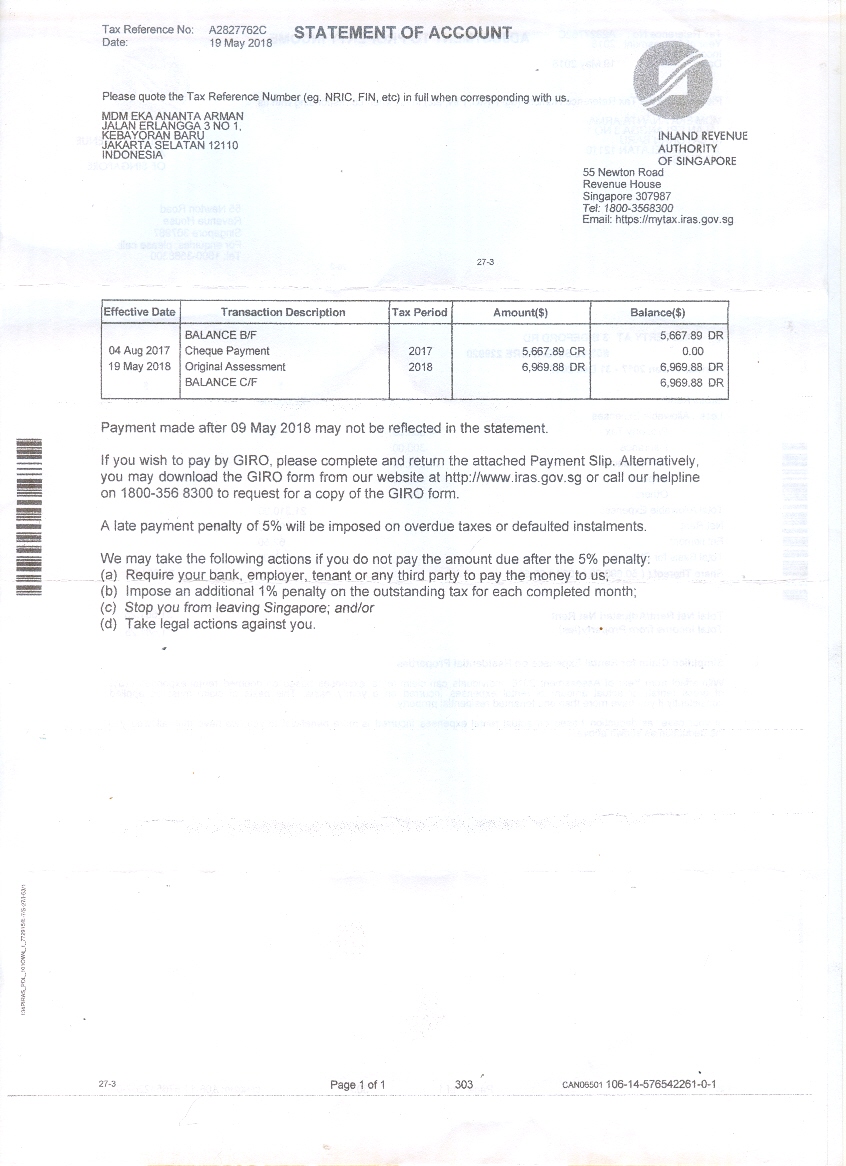 Tax Reference No: A2827762C
Date: 19 May 2018
STATEMENT OF ACCOUNT
Please quote the Tax Reference Number (eg. NRIC, FIN, etc) in full when corresponding with us.
MDM EKA ANANTA ARMAN
JALAN ERLANGGA 3 NO 1,
KEBAYORAN BARU
JAKARTA SELATAN 12110
INDONESIA
INLAND REVENUE
AUTHORITY
OF SINGAPORE
55 Newton Road
Revenue House
Singapore 307987
Tel: 1800-3568300
Email: https://mytax.iras.gov.sg
27-3
Effective Date Transaction Description Tax Period Amount($) Balance($)
BALANCE B/F 5,667.89 DR
04 Aug 2017 Cheque Payment 2017 5,667.89 CR 0.00
19 May 2018 Original Assessment 2018 6,969.88 DR 6,969.88 DR
BALANCE C/F 6,969.88 DR
Payment made after 09 May 2018 may not be reflected in the statement.
If you wish to pay by GIRO, please complete and return the attached Payment Slip. Alternatively,
you may download the GIRO form from our website at http://www.iras.gov.sg or call our helpline
on 1800-356 8300 to request for a copy of the GIRO form.
A late payment penalty of 5% will be imposed on overdue taxes or defaulted instalments.
We may take the following actions if you do not pay the amount due after the 5% penalty:
(a) Require your bank, employer, tenant or any third party to pay the money to us;
(b) Impose an additional 1% penalty on the outstanding tax for each completed month;
(c) Stop you from leaving Singapore; and/or
(d) Take legal actions against you.
27-3
Page 1 of 1
303
CAN06501 106-14-576542261-0-1